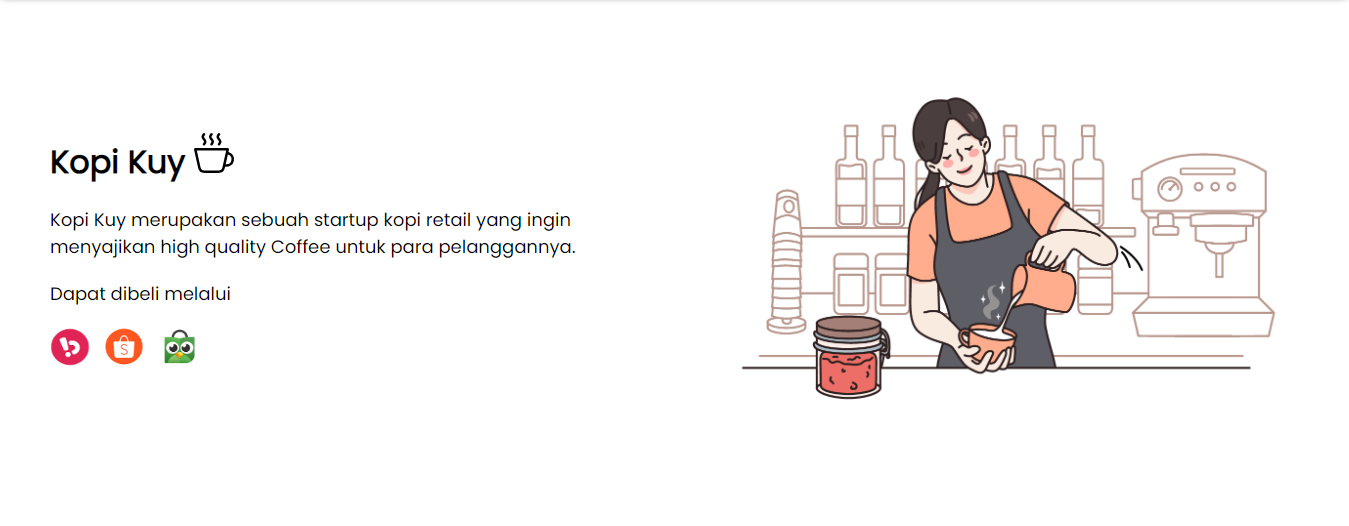 Kopi Kuy
Kopi Kuy merupakan sebuah startup kopi retail yang ingin
menyajikan high quality Coffee untuk para pelanggannya.
Dapat dibeli melalui